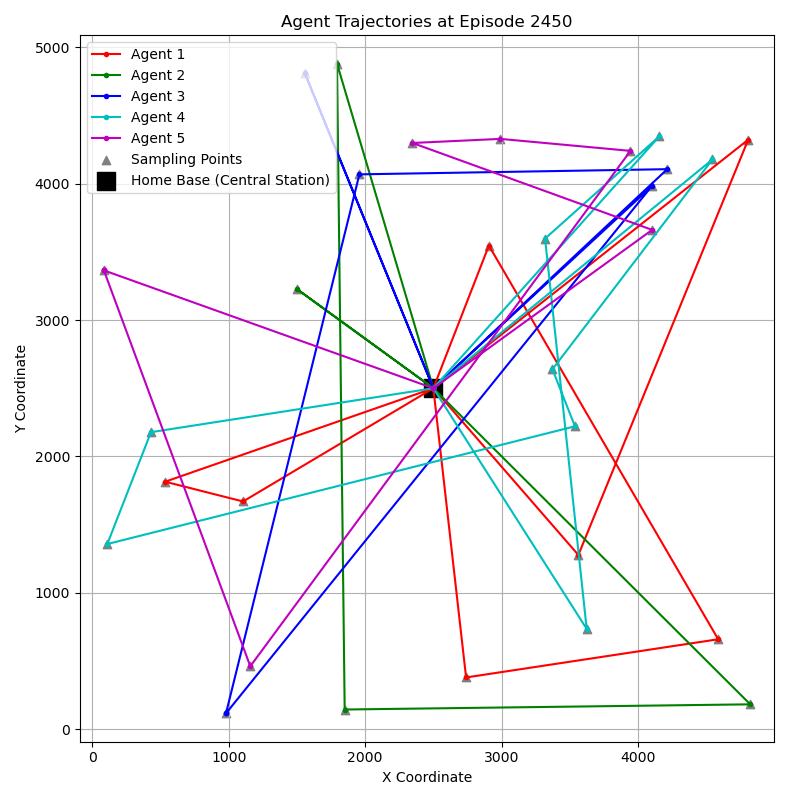 Agent Trajectories at Episode 2450
5000
4000
3000
2000
1000
0
Y Coordinate
Agent 1
Agent 2
Agent 3
Agent 4
Agent 5
Sampling Points
Home Base (Central Station)
0 1000 2000 3000 4000
X Coordinate